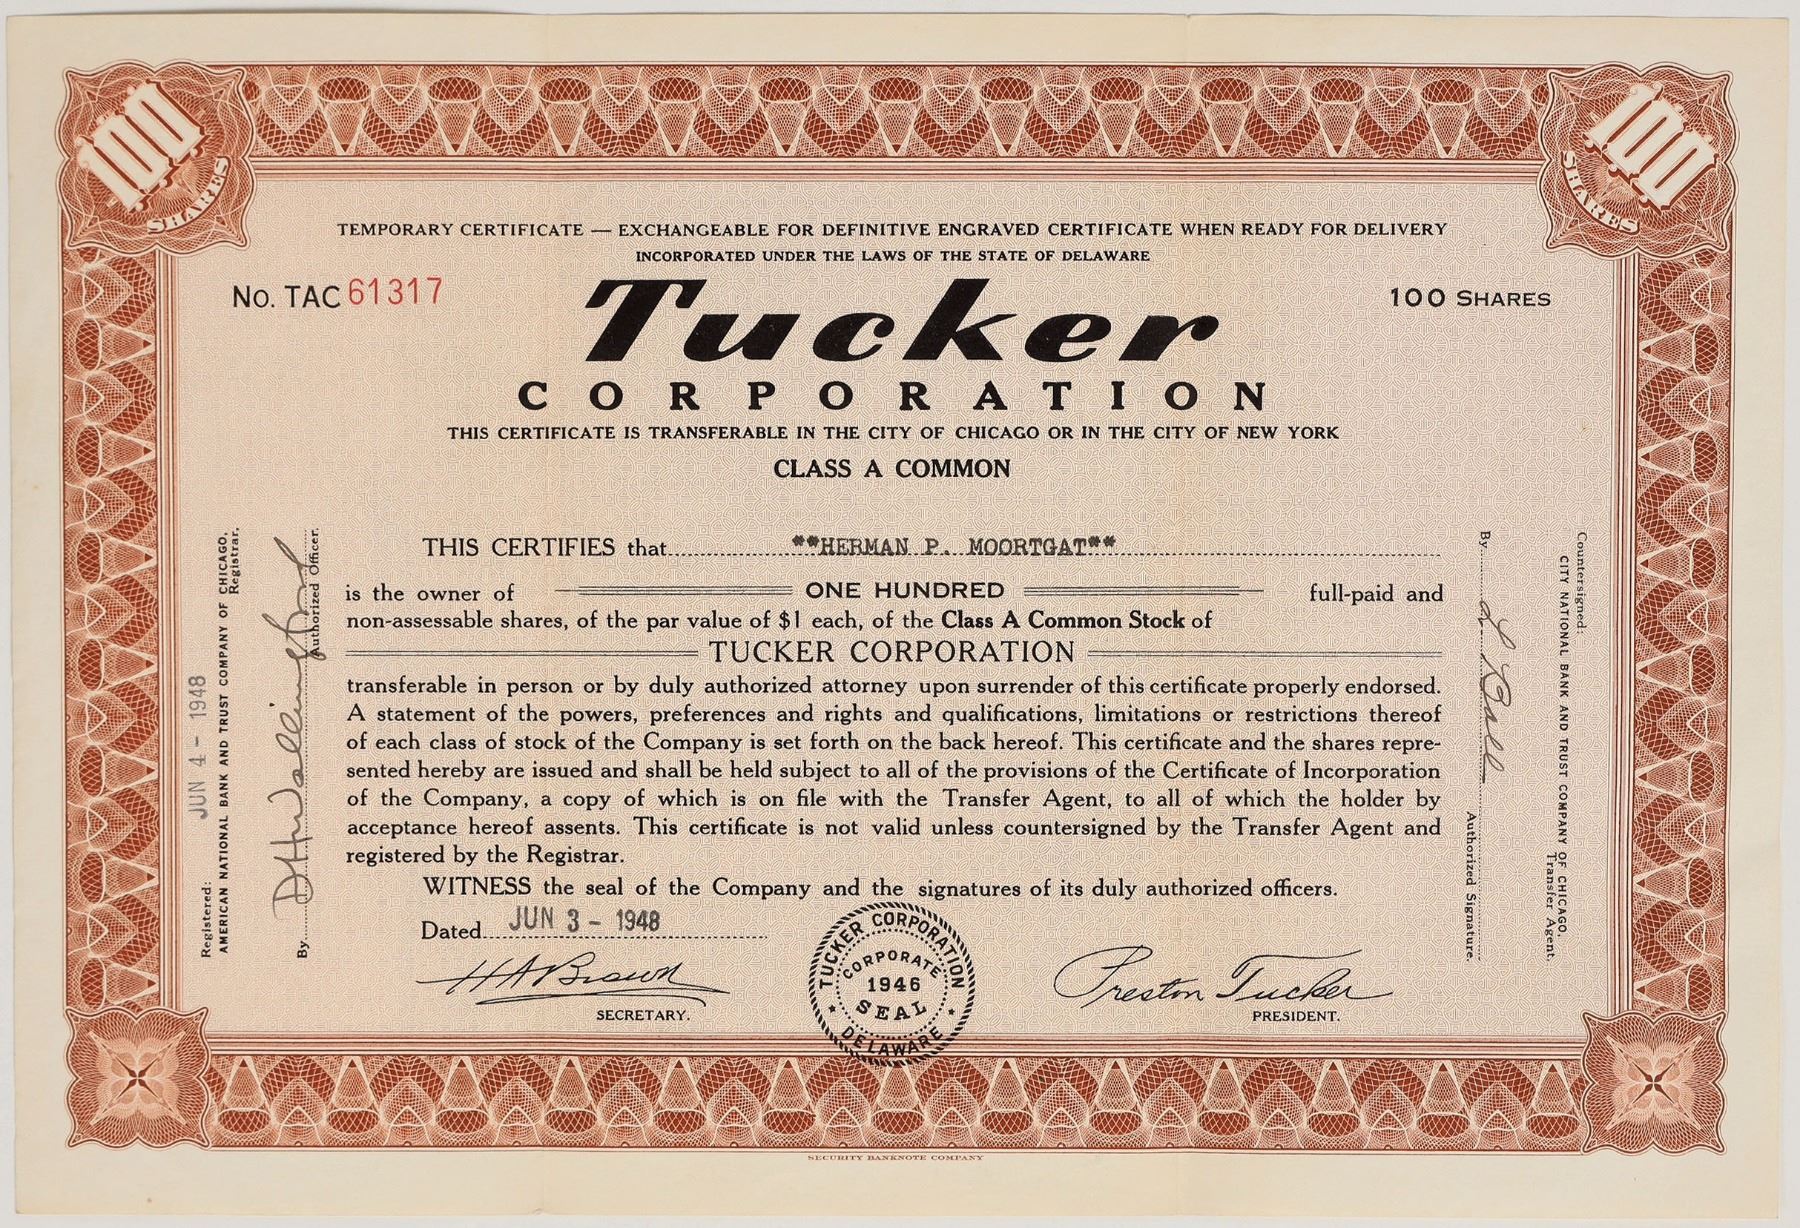 100
SHARES
100
SHARES
TEMPORARY CERTIFICATE — EXCHANGEABLE FOR DEFINITIVE ENGRAVED CERTIFICATE WHEN READY FOR DELIVERY
INCORPORATED UNDER THE LAWS OF THE STATE OF DELAWARE
No. TAC 61317
100 SHARES
Tucker
CORPORATION
THIS CERTIFICATE IS TRANSFERABLE IN THE CITY OF CHICAGO OR IN THE CITY OF NEW YORK
CLASS A COMMON
THIS CERTIFIES that **HERMAN P. MOORTGAT**
is the owner of ONE HUNDRED full-paid and
non-assessable shares, of the par value of $1 each, of the Class A Common Stock of
TUCKER CORPORATION
transferable in person or by duly authorized attorney upon surrender of this certificate properly endorsed.
A statement of the powers, preferences and rights and qualifications, limitations or restrictions thereof
of each class of stock of the Company is set forth on the back hereof. This certificate and the shares repre-
sented hereby are issued and shall be held subject to all of the provisions of the Certificate of Incorporation
of the Company, a copy of which is on file with the Transfer Agent, to all of which the holder by
acceptance hereof assents. This certificate is not valid unless countersigned by the Transfer Agent and
registered by the Registrar.
WITNESS the seal of the Company and the signatures of its duly authorized officers.
Dated JUN 3 - 1948
H A Brown
SECRETARY.
TUCKER CORPORATION
CORPORATE
1946
SEAL
DELAWARE
Preston Tucker
PRESIDENT.
Registered: JUN 4 - 1948
AMERICAN NATIONAL BANK AND TRUST COMPANY OF CHICAGO,
Registrar.
By
Authorized Officer.
Countersigned:
CITY NATIONAL BANK AND TRUST COMPANY OF CHICAGO,
Transfer Agent.
By
Authorized Signature.
SECURITY BANKNOTE COMPANY